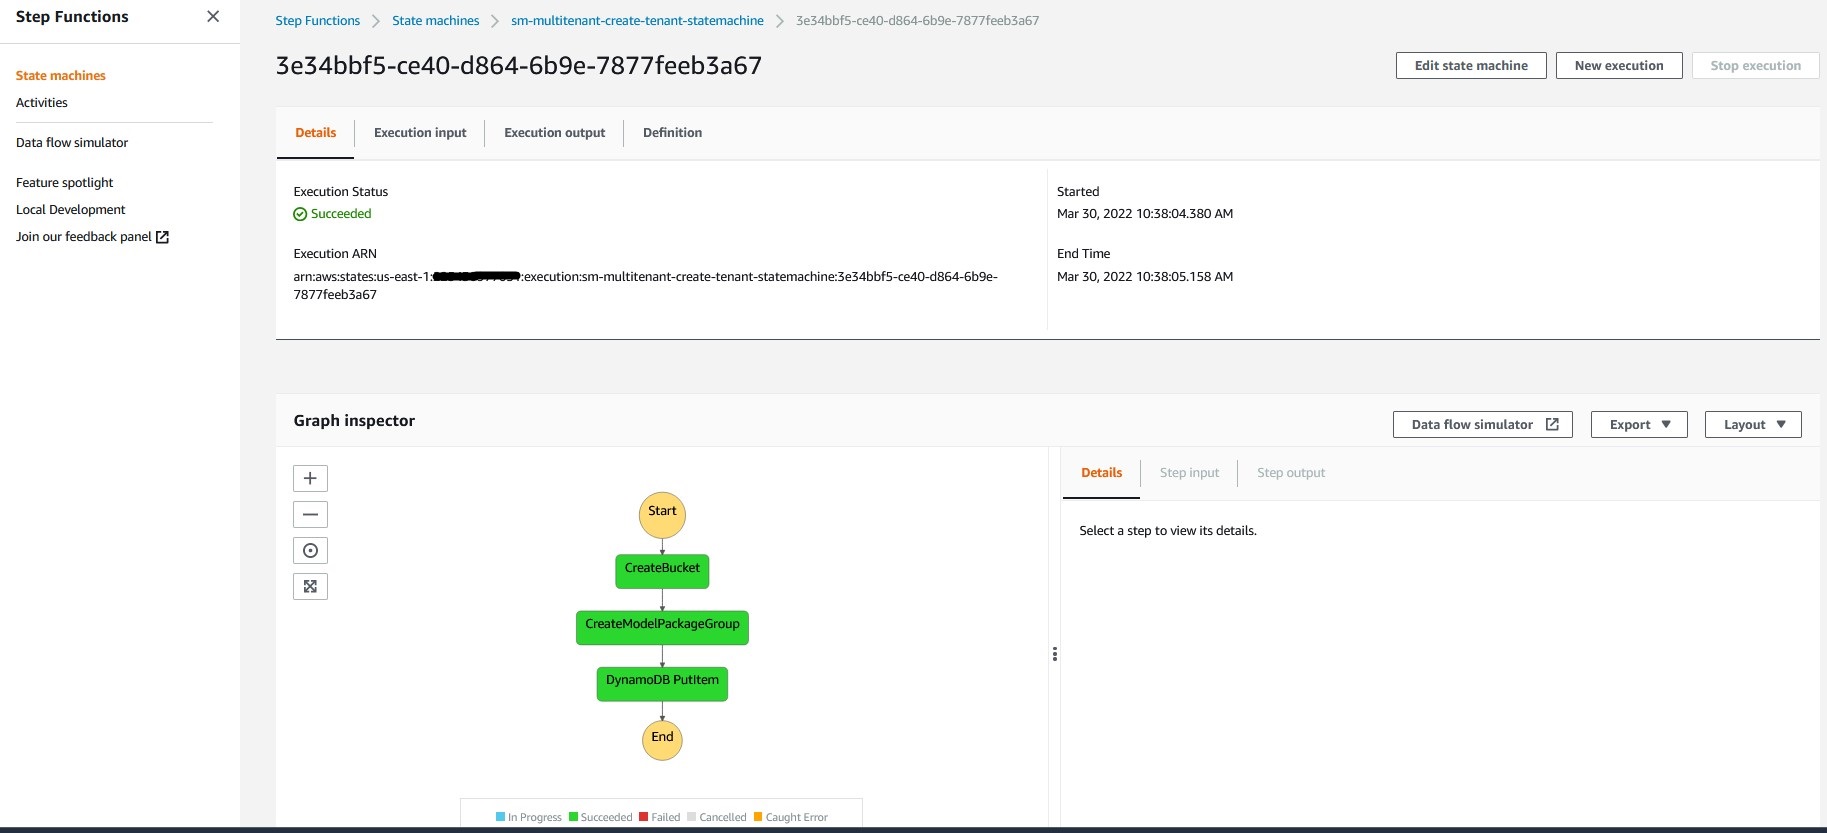 Step Functions
State machines
Activities
Data flow simulator
Feature spotlight
Local Development
Join our feedback panel
Step Functions > State machines > sm-multitenant-create-tenant-statemachine > 3e34bbf5-ce40-d864-6b9e-7877feeb3a67
3e34bbf5-ce40-d864-6b9e-7877feeb3a67
Edit state machine New execution Stop execution
Details Execution input Execution output Definition
Execution Status
Succeeded
Execution ARN
arn:aws:states:us-east-1: :execution:sm-multitenant-create-tenant-statemachine:3e34bbf5-ce40-d864-6b9e-
7877feeb3a67
Started
Mar 30, 2022 10:38:04.380 AM
End Time
Mar 30, 2022 10:38:05.158 AM
Graph inspector
Data flow simulator Export Layout
Start
CreateBucket
CreateModelPackageGroup
DynamoDB PutItem
End
In Progress Succeeded Failed Cancelled Caught Error
Details Step input Step output
Select a step to view its details.